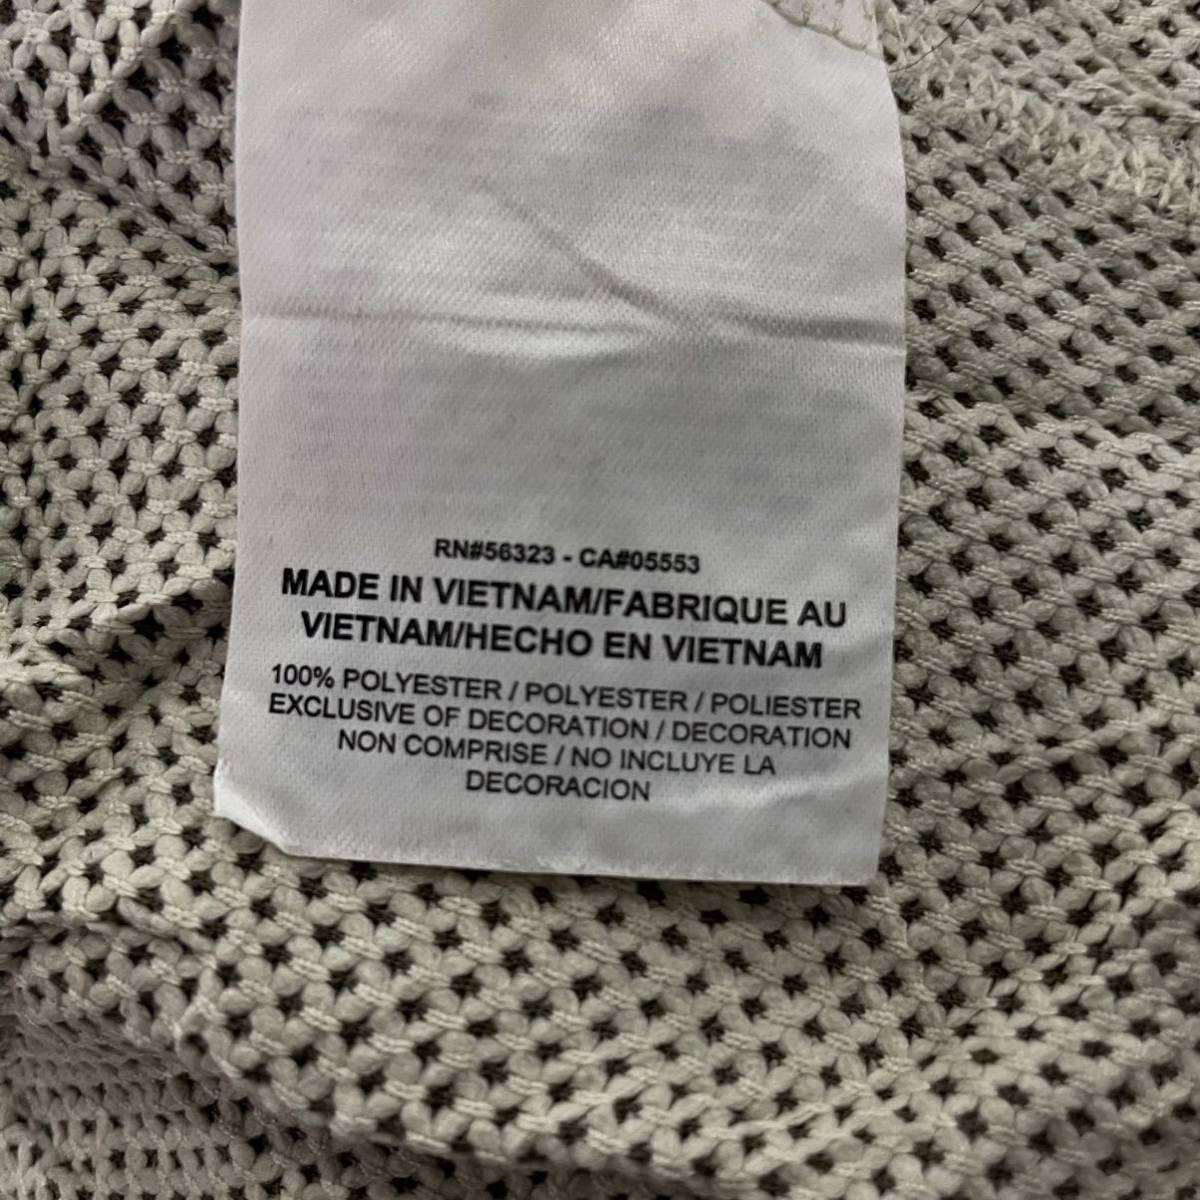 RN#56323 - CA#05553
MADE IN VIETNAM/FABRIQUE AU
VIETNAM/HECHO EN VIETNAM
100% POLYESTER / POLYESTER / POLIESTER
EXCLUSIVE OF DECORATION / DECORATION
NON COMPRISE / NO INCLUYE LA
DECORACION